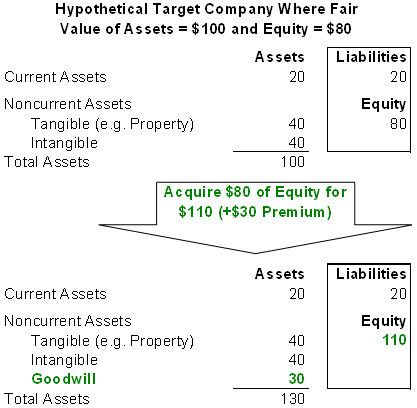 Hypothetical Target Company Where Fair
Value of Assets = $100 and Equity = $80
Assets Liabilities
Current Assets 20 20
Noncurrent Assets Equity
Tangible (e.g. Property) 40 80
Intangible 40
Total Assets 100
Acquire $80 of Equity for
$110 (+$30 Premium)
Assets Liabilities
Current Assets 20 20
Noncurrent Assets Equity
Tangible (e.g. Property) 40 110
Intangible 40
Goodwill 30
Total Assets 130